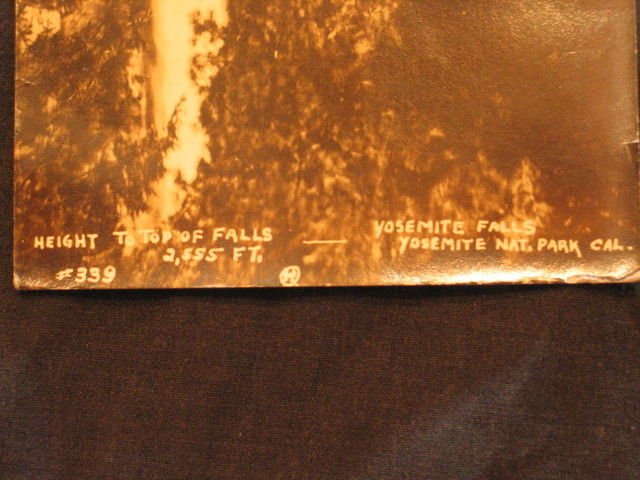 HEIGHT TO TOP OF FALLS
2,555 FT.
#339
H
YOSEMITE FALLS
YOSEMITE NAT. PARK CAL.